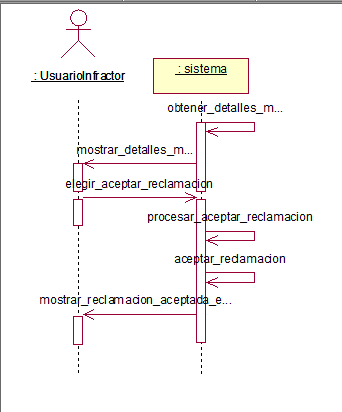 : UsuarioInfractor
: sistema
obtener_detalles_m...
mostrar_detalles_m...
elegir_aceptar_reclamacion
procesar_aceptar_reclamacion
aceptar_reclamacion
mostrar_reclamacion_aceptada_e...